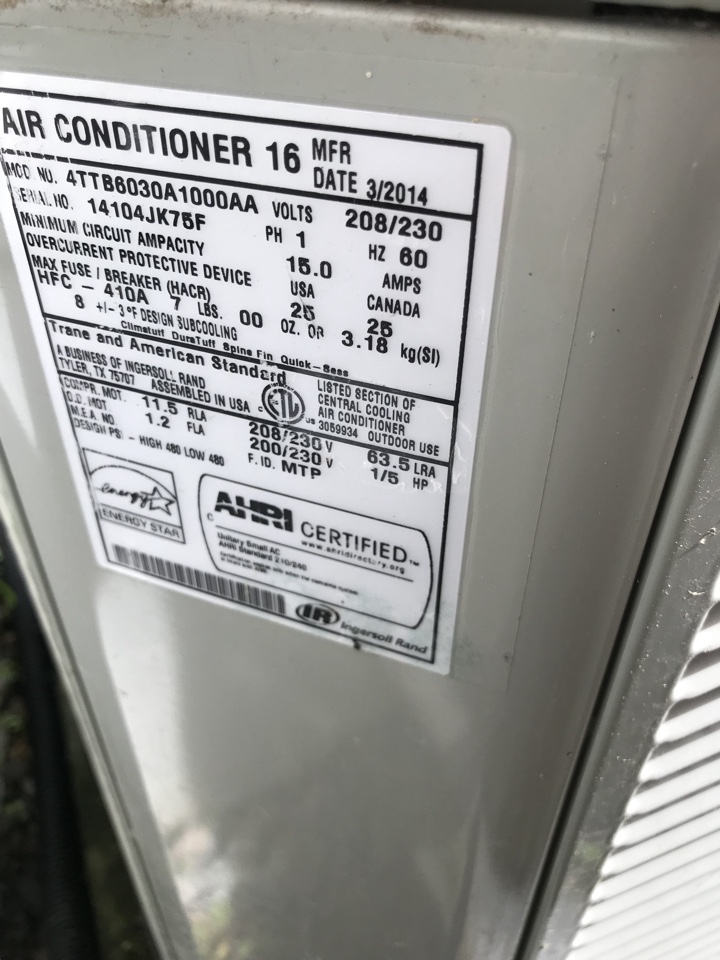 AIR CONDITIONER 16 MFR DATE 3/2014
MOD NO. 4TTB6030A1000AA VOLTS 208/230
SERIAL NO. 14104JK75F PH 1 HZ 60
MINIMUM CIRCUIT AMPACITY 15.0 AMPS
OVERCURRENT PROTECTIVE DEVICE USA CANADA
MAX FUSE / BREAKER (HACR) 25 25
HFC - 410A 7 LBS. 00 OZ. OR 3.18 kg(SI)
8 +/- 3 °F DESIGN SUBCOOLING
Climatuff DuraTuff Spine Fin Quick-Sess
Trane and American Standard
A BUSINESS OF INGERSOLL RAND
TYLER, TX 75707 ASSEMBLED IN USA
C ETL US
LISTED SECTION OF
CENTRAL COOLING
AIR CONDITIONER
3059934 OUTDOOR USE
COMPR. MOT. 11.5 RLA 208/230 V 63.5 LRA
O.D. MOT 1.2 FLA 200/230 V 1/5 HP
M.E.A. NO. F. ID. MTP
DESIGN PSI - HIGH 480 LOW 480
energy
ENERGY STAR
C
AHRI CERTIFIED™
www.ahridirectory.org
Unitary Small AC
AHRI Standard 210/240
IR Ingersoll Rand